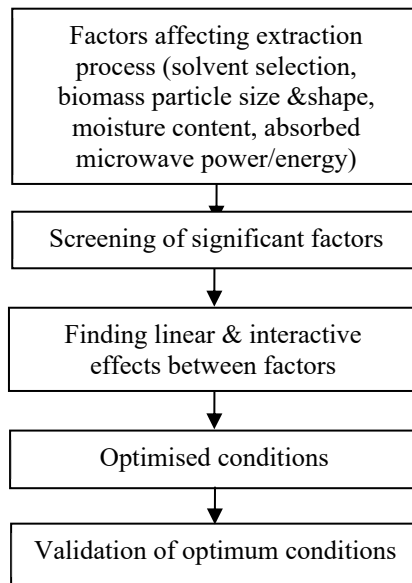 Factors affecting extraction
process (solvent selection,
biomass particle size &shape,
moisture content, absorbed
microwave power/energy)
Screening of significant factors
Finding linear & interactive
effects between factors
Optimised conditions
Validation of optimum conditions